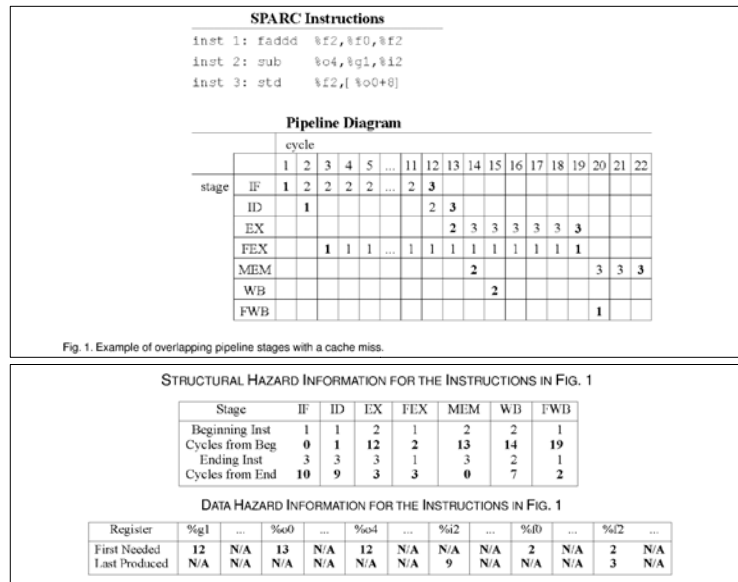 SPARC Instructions
inst 1: faddd %f2,%f0,%f2
inst 2: sub %o4,%g1,%i2
inst 3: std %f2,[ %o0+8]
Pipeline Diagram
cycle
1 2 3 4 5 ... 11 12 13 14 15 16 17 18 19 20 21 22
stage IF 1 2 2 2 2 ... 2 3
ID 1 2 3
EX 2 3 3 3 3 3 3
FEX 1 1 1 ... 1 1 1 1 1 1 1 1 1
MEM 2 3 3 3
WB 2
FWB 1
Fig. 1. Example of overlapping pipeline stages with a cache miss.
STRUCTURAL HAZARD INFORMATION FOR THE INSTRUCTIONS IN FIG. 1
Stage IF ID EX FEX MEM WB FWB
Beginning Inst 1 1 2 1 2 2 1
Cycles from Beg 0 1 12 2 13 14 19
Ending Inst 3 3 3 1 3 2 1
Cycles from End 10 9 3 3 0 7 2
DATA HAZARD INFORMATION FOR THE INSTRUCTIONS IN FIG. 1
Register %g1 ... %o0 ... %o4 ... %i2 ... %f0 ... %f2 ...
First Needed 12 N/A 13 N/A 12 N/A N/A N/A 2 N/A 2 N/A
Last Produced N/A N/A N/A N/A N/A N/A 9 N/A N/A N/A 3 N/A